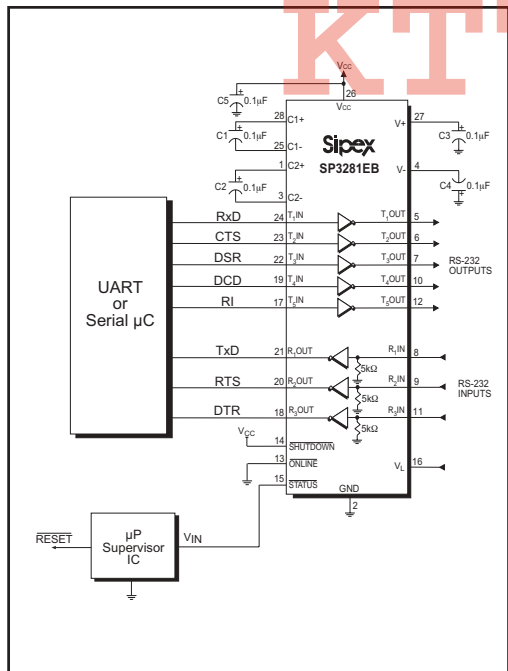 KT
Vcc
26
C5
0.1µF
Vcc
28
C1+
V+
27
C1
0.1µF
C3
0.1µF
25
C1-
Sipex
SP3281EB
1
C2+
V-
4
C2
0.1µF
C4
0.1µF
3
C2-
UART
or
Serial µC
RxD
24
T1IN
T1OUT
5
CTS
23
T2IN
T2OUT
6
DSR
22
T3IN
T3OUT
7
RS-232
OUTPUTS
DCD
19
T4IN
T4OUT
10
RI
17
T5IN
T5OUT
12
TxD
21
R1OUT
R1IN
8
5kΩ
RTS
20
R2OUT
R2IN
9
RS-232
INPUTS
5kΩ
DTR
18
R3OUT
R3IN
11
5kΩ
VCC
14
SHUTDOWN
13
ONLINE
VL
16
15
STATUS
GND
2
RESET
µP
Supervisor
IC
VIN